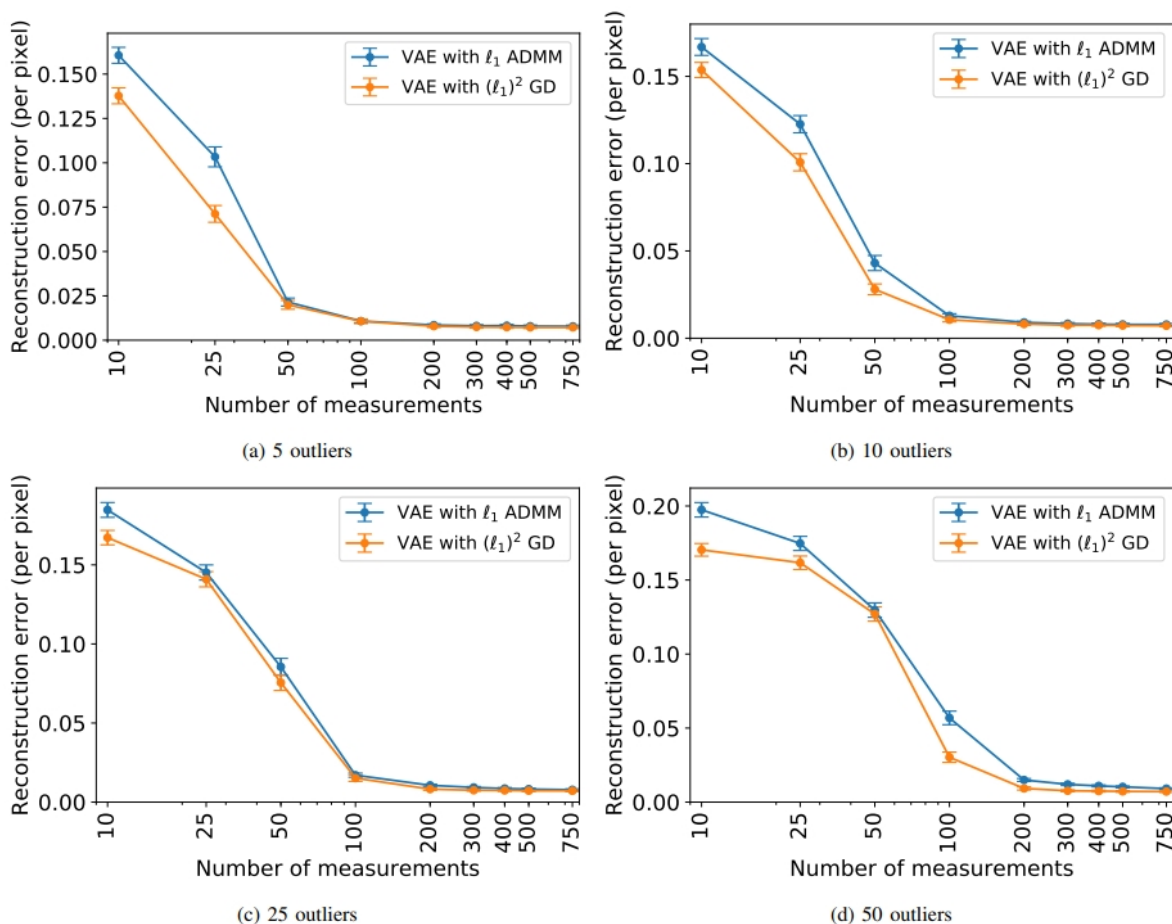 Reconstruction error (per pixel)
0.150
0.125
0.100
0.075
0.050
0.025
0.000
VAE with ℓ₁ ADMM
VAE with (ℓ₁)² GD
10
25
50
100
200
300
400
500
750
Number of measurements
(a) 5 outliers
Reconstruction error (per pixel)
0.15
0.10
0.05
0.00
VAE with ℓ₁ ADMM
VAE with (ℓ₁)² GD
10
25
50
100
200
300
400
500
750
Number of measurements
(b) 10 outliers
Reconstruction error (per pixel)
0.15
0.10
0.05
0.00
VAE with ℓ₁ ADMM
VAE with (ℓ₁)² GD
10
25
50
100
200
300
400
500
750
Number of measurements
(c) 25 outliers
Reconstruction error (per pixel)
0.20
0.15
0.10
0.05
0.00
VAE with ℓ₁ ADMM
VAE with (ℓ₁)² GD
10
25
50
100
200
300
400
500
750
Number of measurements
(d) 50 outliers